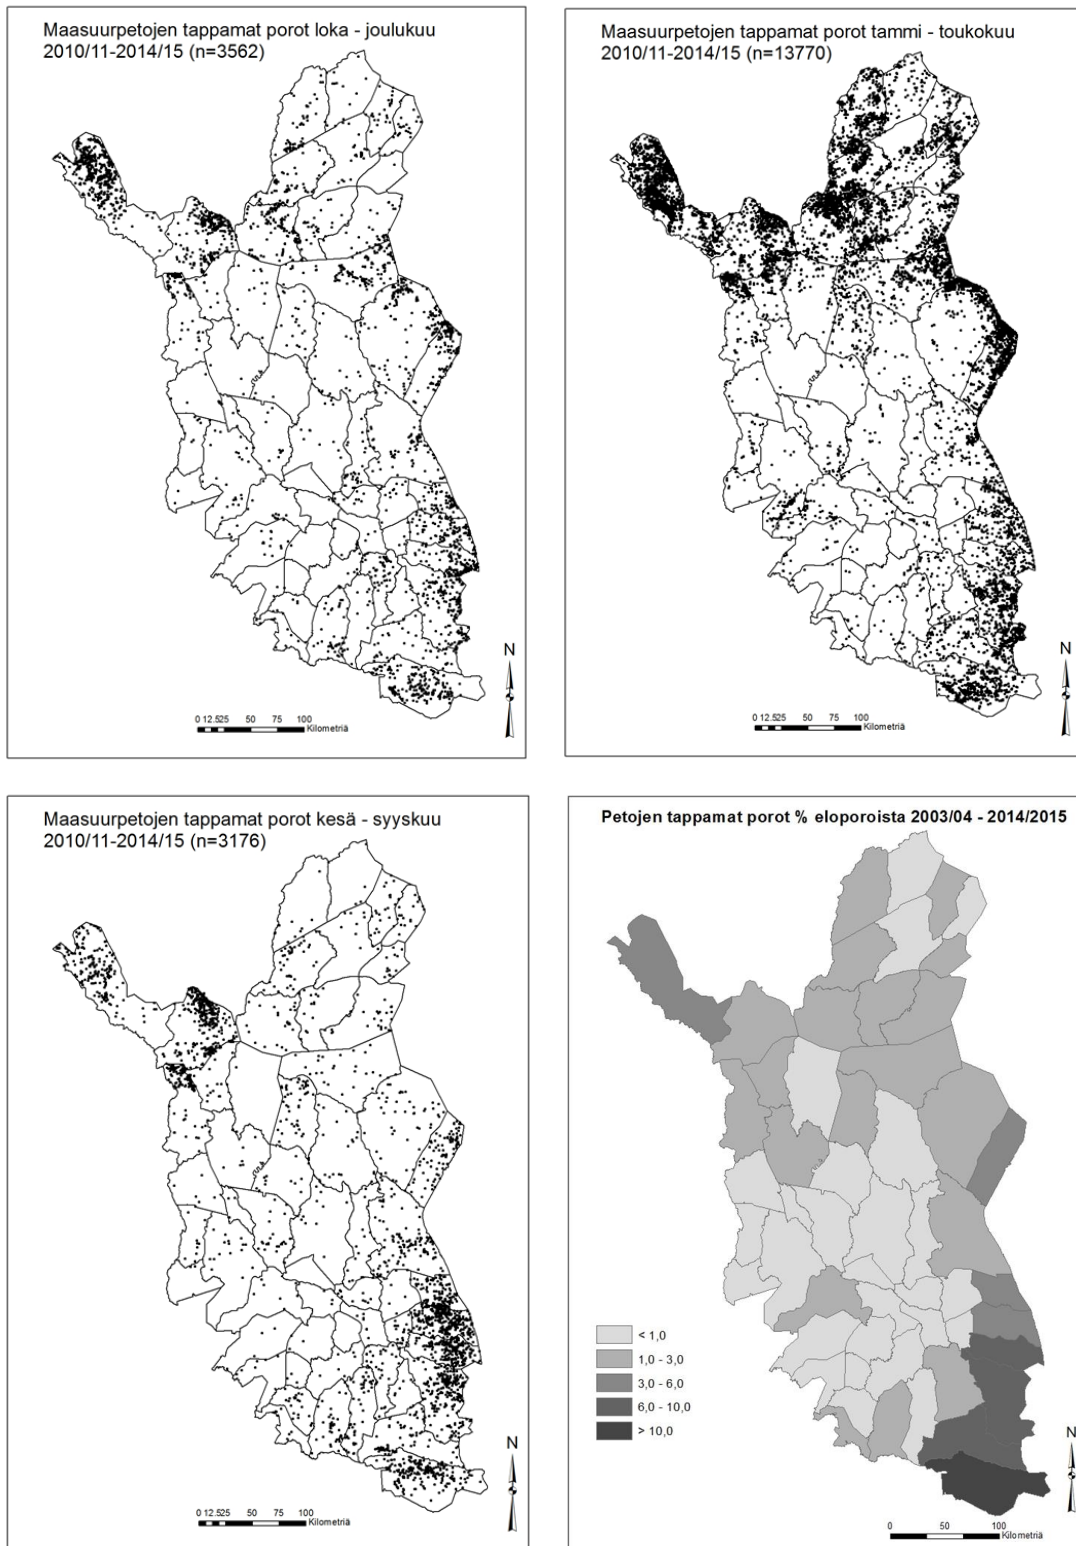 Maasuurpetojen tappamat porot loka - joulukuu
2010/11-2014/15 (n=3562)
N
0 12.525 50 75 100
Kilometriä
Maasuurpetojen tappamat porot tammi - toukokuu
2010/11-2014/15 (n=13770)
N
0 12.525 50 75 100
Kilometriä
Maasuurpetojen tappamat porot kesä - syyskuu
2010/11-2014/15 (n=3176)
N
0 12.525 50 75 100
Kilometriä
Petojen tappamat porot % eloporoista 2003/04 - 2014/2015
< 1,0
1,0 - 3,0
3,0 - 6,0
6,0 - 10,0
> 10,0
N
0 50 100
Kilometriä